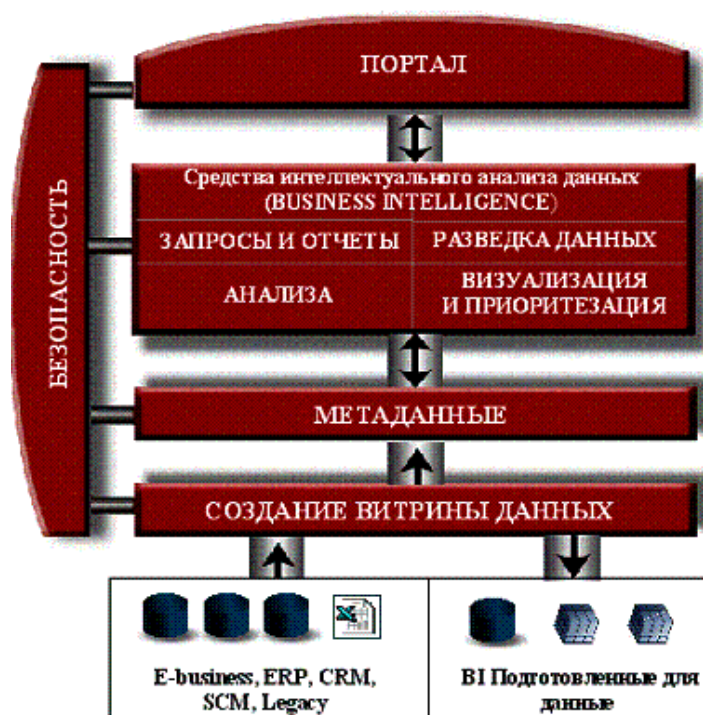 ПОРТАЛ
БЕЗОПАСНОСТЬ
Средства интеллектуального анализа данных
(BUSINESS INTELLIGENCE)
ЗАПРОСЫ И ОТЧЕТЫ
РАЗВЕДКА ДАННЫХ
АНАЛИЗА
ВИЗУАЛИЗАЦИЯ
И ПРИОРИТЕЗАЦИЯ
МЕТАДАННЫЕ
СОЗДАНИЕ ВИТРИНЫ ДАННЫХ
E-business, ERP, CRM,
SCM, Legacy
BI Подготовленные для
данные